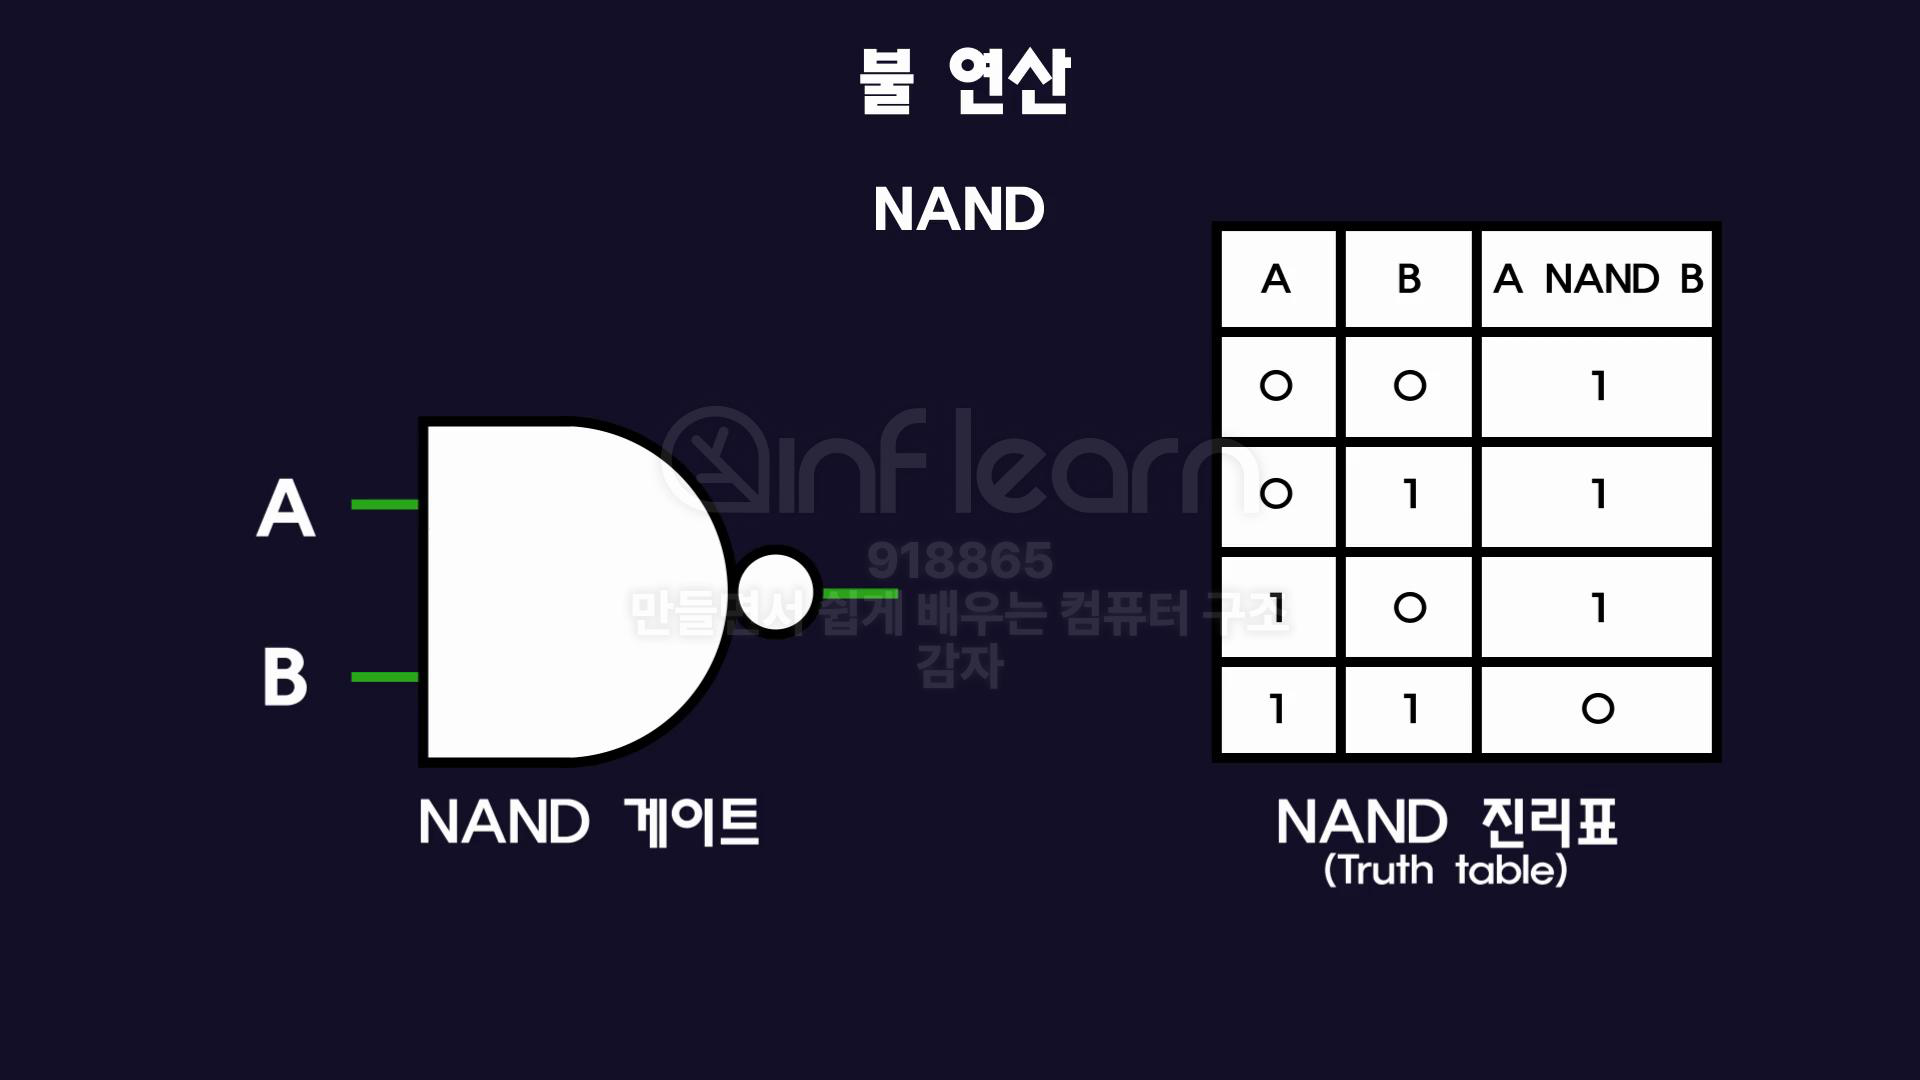 불 연산
NAND
A
B
NAND 게이트
A B A NAND B
0 0 1
0 1 1
1 0 1
1 1 0
NAND 진리표
(Truth table)
inflearn
918865
만들면서 쉽게 배우는 컴퓨터 구조
감자